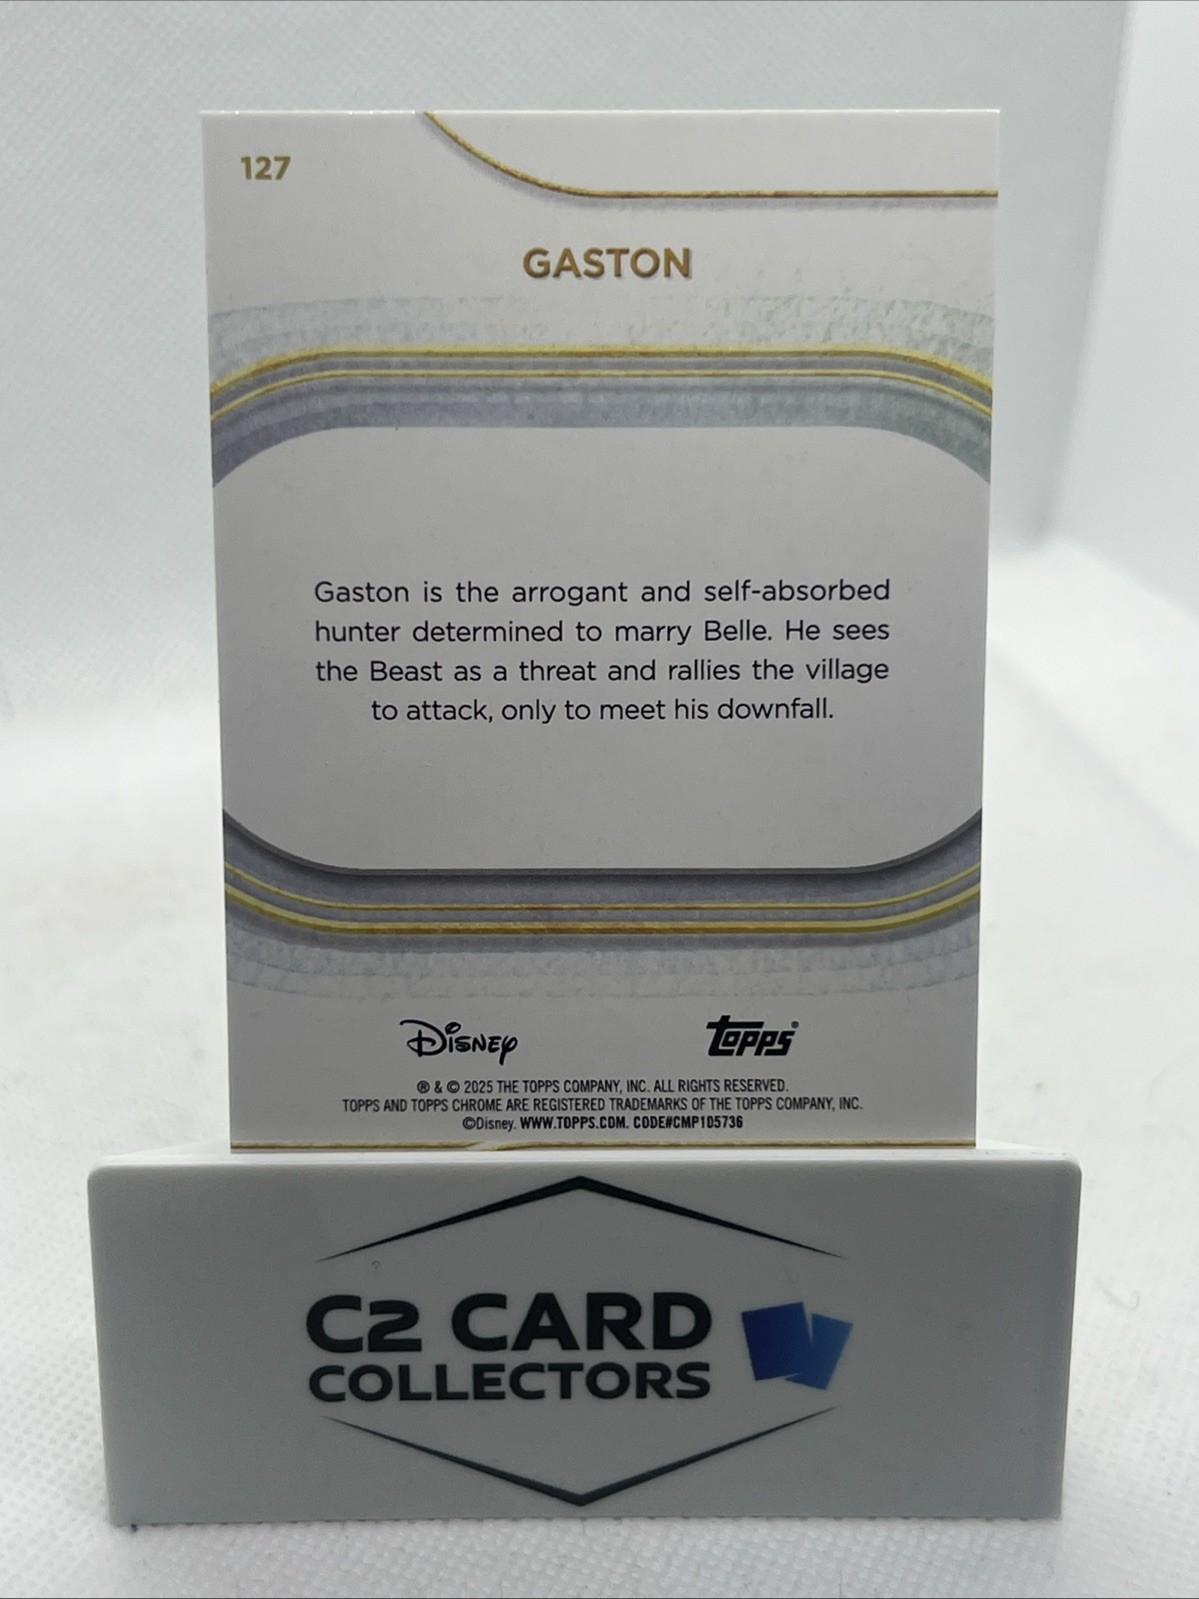 127
GASTON
Gaston is the arrogant and self-absorbed
hunter determined to marry Belle. He sees
the Beast as a threat and rallies the village
to attack, only to meet his downfall.
Disney
topps®
® & © 2025 THE TOPPS COMPANY, INC. ALL RIGHTS RESERVED.
TOPPS AND TOPPS CHROME ARE REGISTERED TRADEMARKS OF THE TOPPS COMPANY, INC.
©Disney. WWW.TOPPS.COM. CODE#CMP105736
C2 CARD
COLLECTORS